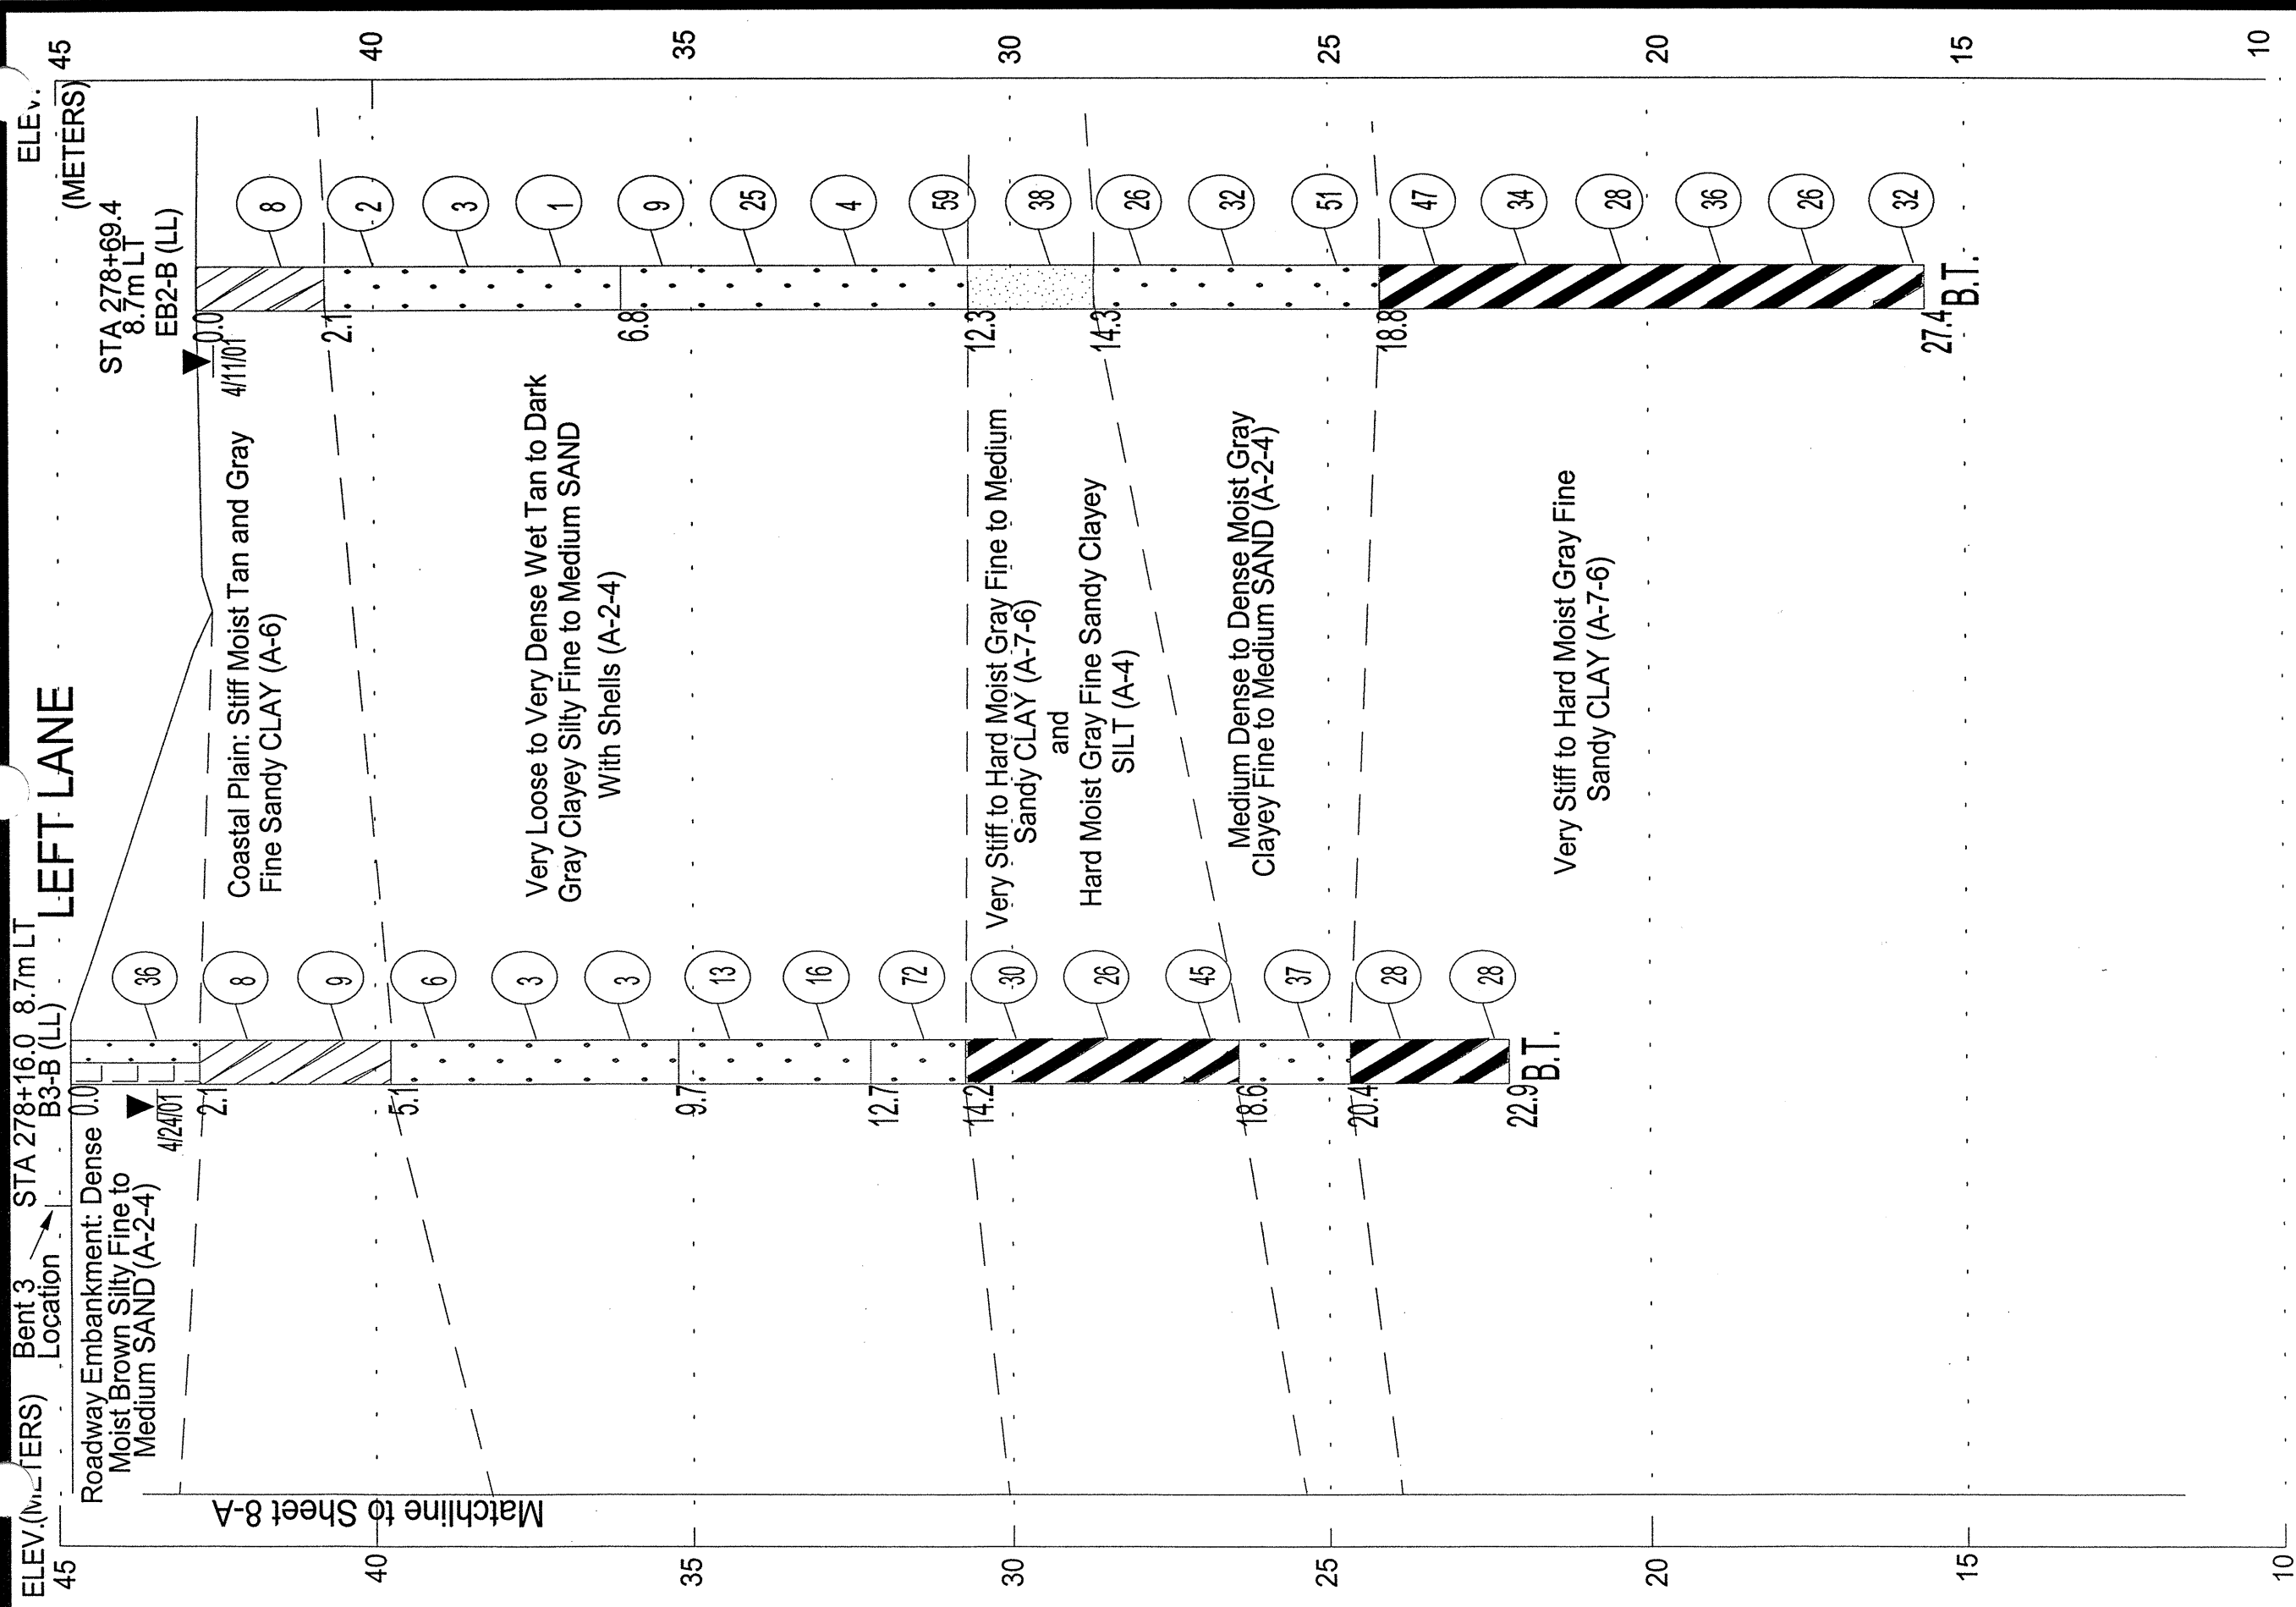 ELEV.(METERS)
45
40
35
30
25
20
15
10
Matchline to Sheet 8-A
Bent 3
Location
Roadway Embankment: Dense
Moist Brown Silty Fine to
Medium SAND (A-2-4)
STA 278+16.0 8.7m LT
B3-B (LL)
0.0
4/24/01
2.1
5.1
9.7
12.7
14.2
18.6
20.4
22.9
B.T.
36
8
9
6
3
3
13
16
72
30
26
45
37
28
28
LEFT LANE
Coastal Plain: Stiff Moist Tan and Gray
Fine Sandy CLAY (A-6)
Very Loose to Very Dense Wet Tan to Dark
Gray Clayey Silty Fine to Medium SAND
With Shells (A-2-4)
Very Stiff to Hard Moist Gray Fine to Medium
Sandy CLAY (A-7-6)
and
Hard Moist Gray Fine Sandy Clayey
SILT (A-4)
Medium Dense to Dense Moist Gray
Clayey Fine to Medium SAND (A-2-4)
Very Stiff to Hard Moist Gray Fine
Sandy CLAY (A-7-6)
STA 278+69.4
8.7m LT
EB2-B (LL)
0.0
4/11/01
2.1
6.8
12.3
14.3
18.8
27.4
B.T.
8
2
3
1
9
25
4
59
38
26
32
51
47
34
28
36
26
32
ELEV.
(METERS)
45
40
35
30
25
20
15
10